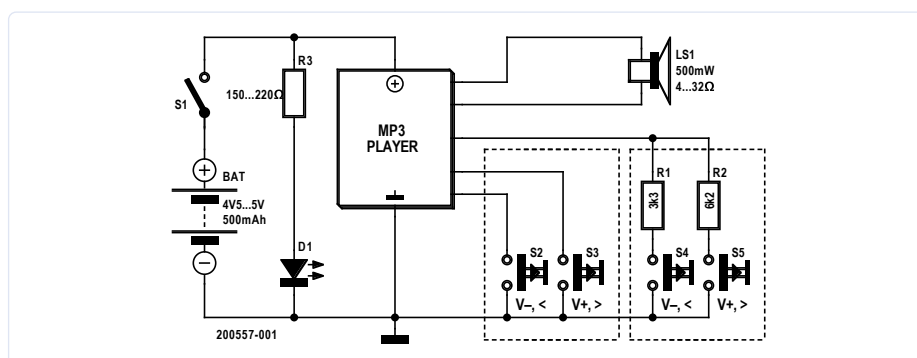 R3
150...220Ω
S1
BAT
4V5...5V
500mAh
D1
200557-001
MP3
PLAYER
LS1
500mW
4...32Ω
R1
3k3
R2
6k2
S2
V–, <
S3
V+, >
S4
V–, <
S5
V+, >